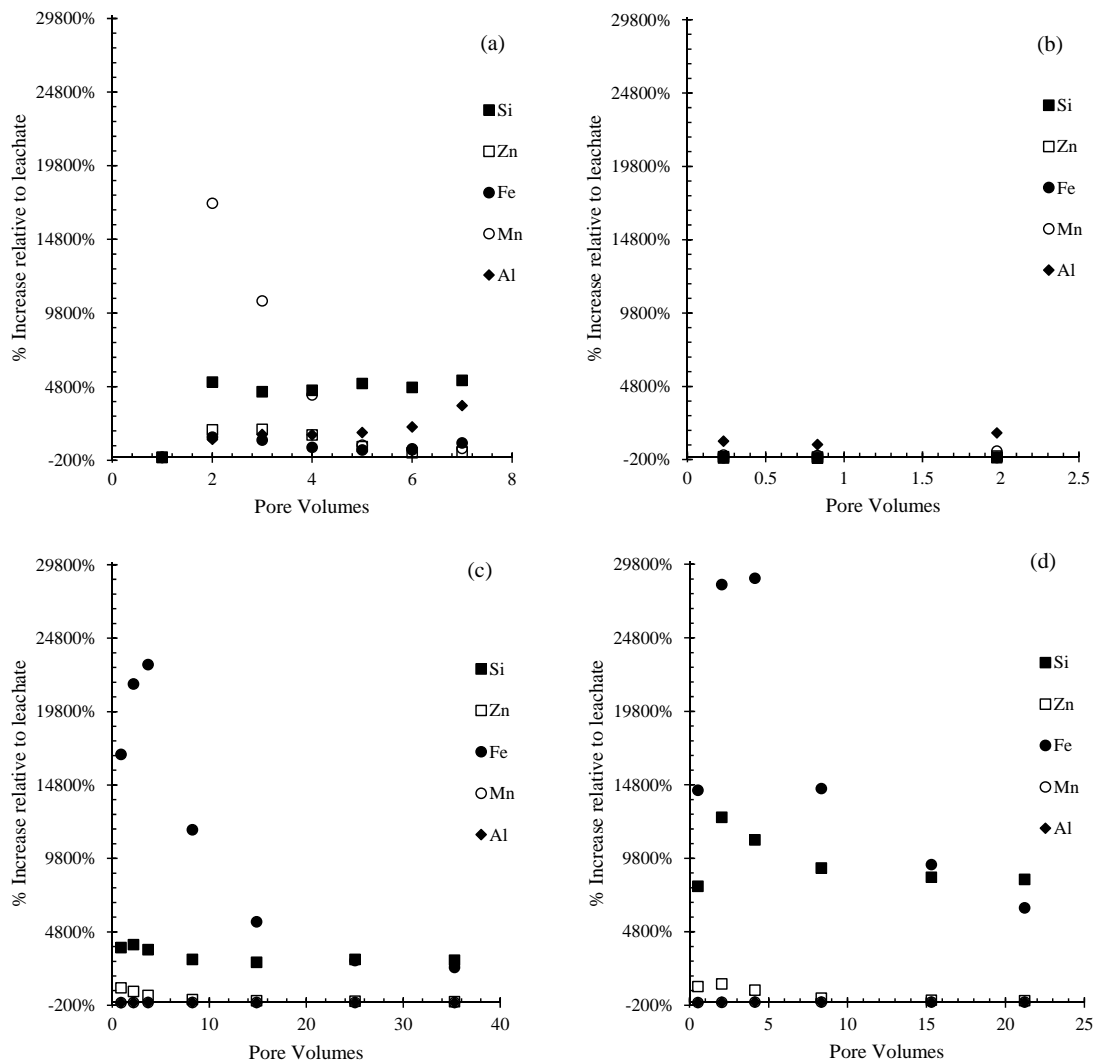 (a)
29800%
24800%
19800%
14800%
9800%
4800%
-200%
% Increase relative to leachate
0 2 4 6 8
Pore Volumes
Si
Zn
Fe
Mn
Al
(b)
29800%
24800%
19800%
14800%
9800%
4800%
-200%
% Increase relative to leachate
0 0.5 1 1.5 2 2.5
Pore Volumes
Si
Zn
Fe
Mn
Al
(c)
29800%
24800%
19800%
14800%
9800%
4800%
-200%
% Increase relative to leachate
0 10 20 30 40
Pore Volumes
Si
Zn
Fe
Mn
Al
(d)
29800%
24800%
19800%
14800%
9800%
4800%
-200%
% Increase relative to leachate
0 5 10 15 20 25
Pore Volumes
Si
Zn
Fe
Mn
Al